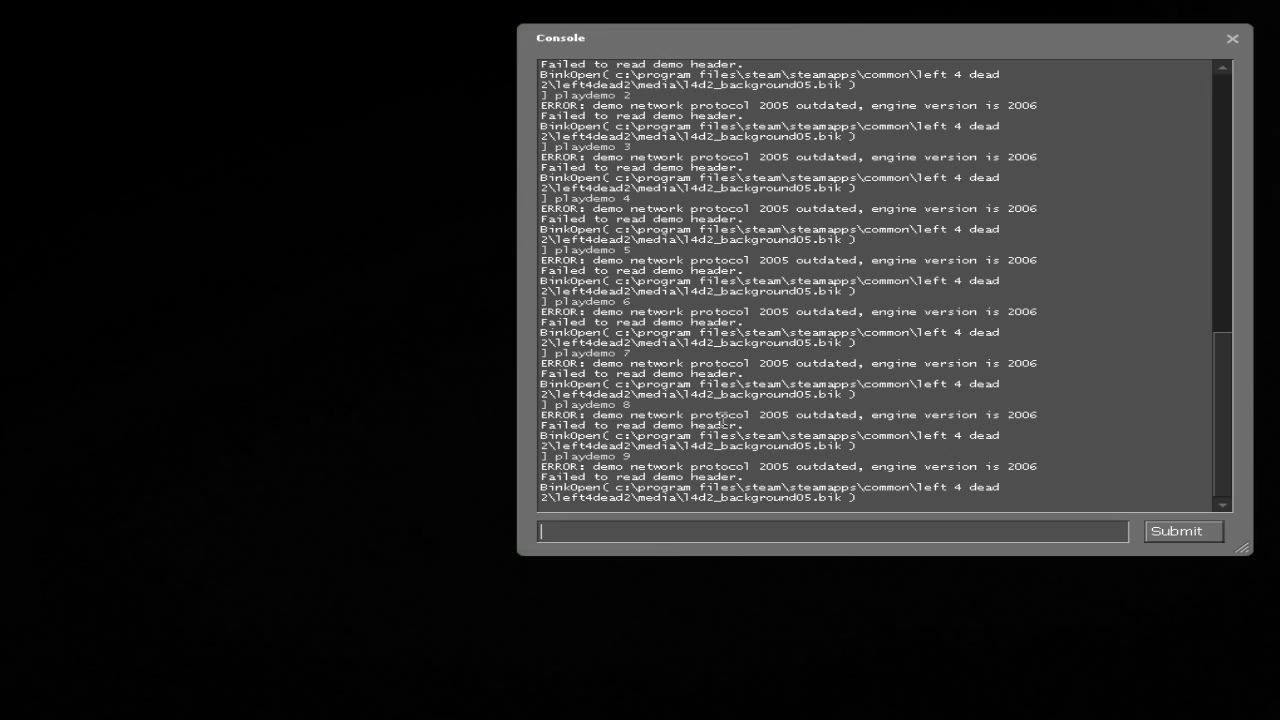 Console
Failed to read demo header.
BinkOpen( c:\program files\steam\steamapps\common\left 4 dead
2\left4dead2\media\l4d2_background05.bik )
] playdemo 2
ERROR: demo network protocol 2005 outdated, engine version is 2006
Failed to read demo header.
BinkOpen( c:\program files\steam\steamapps\common\left 4 dead
2\left4dead2\media\l4d2_background05.bik )
] playdemo 3
ERROR: demo network protocol 2005 outdated, engine version is 2006
Failed to read demo header.
BinkOpen( c:\program files\steam\steamapps\common\left 4 dead
2\left4dead2\media\l4d2_background05.bik )
] playdemo 4
ERROR: demo network protocol 2005 outdated, engine version is 2006
Failed to read demo header.
BinkOpen( c:\program files\steam\steamapps\common\left 4 dead
2\left4dead2\media\l4d2_background05.bik )
] playdemo 5
ERROR: demo network protocol 2005 outdated, engine version is 2006
Failed to read demo header.
BinkOpen( c:\program files\steam\steamapps\common\left 4 dead
2\left4dead2\media\l4d2_background05.bik )
] playdemo 6
ERROR: demo network protocol 2005 outdated, engine version is 2006
Failed to read demo header.
BinkOpen( c:\program files\steam\steamapps\common\left 4 dead
2\left4dead2\media\l4d2_background05.bik )
] playdemo 7
ERROR: demo network protocol 2005 outdated, engine version is 2006
Failed to read demo header.
BinkOpen( c:\program files\steam\steamapps\common\left 4 dead
2\left4dead2\media\l4d2_background05.bik )
] playdemo 8
ERROR: demo network protocol 2005 outdated, engine version is 2006
Failed to read demo header.
BinkOpen( c:\program files\steam\steamapps\common\left 4 dead
2\left4dead2\media\l4d2_background05.bik )
] playdemo 9
ERROR: demo network protocol 2005 outdated, engine version is 2006
Failed to read demo header.
BinkOpen( c:\program files\steam\steamapps\common\left 4 dead
2\left4dead2\media\l4d2_background05.bik )
Submit